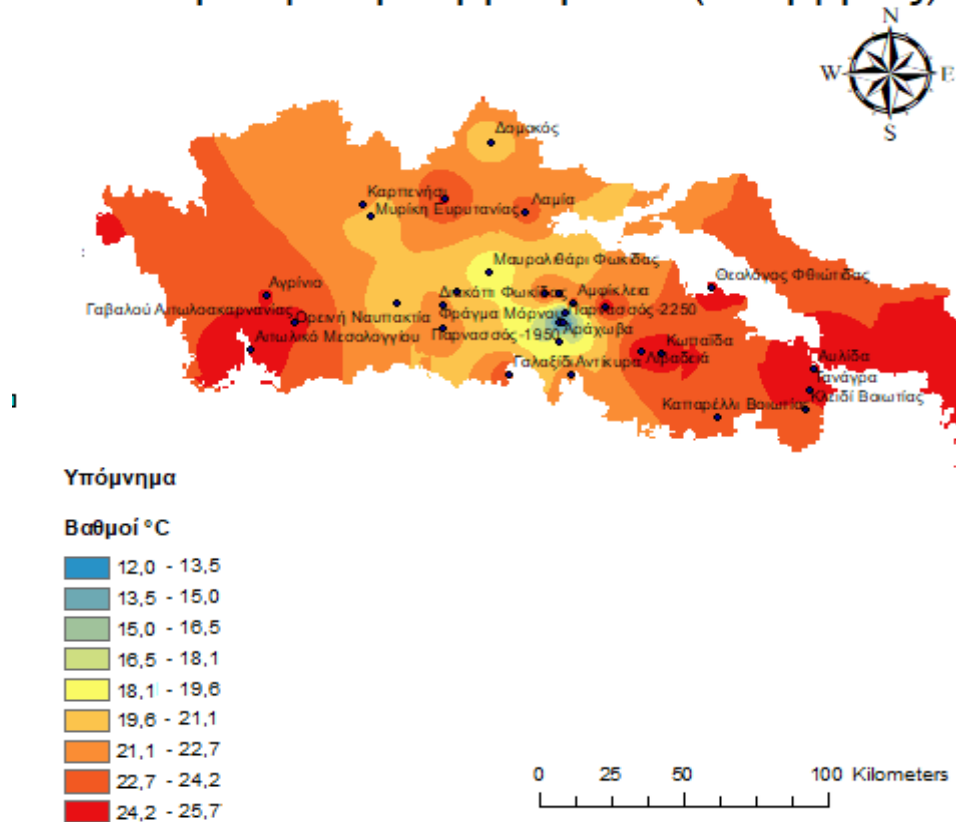 N
W E
S
Δομοκός
Καρπενήσι
Μυρίκη Ευρυτανίας
Λαμία
Μαυρολιθάρι Φωκίδας
Θεολόγος Φθιώτιδας
Αγρίνιο
Διακόπι Φωκίδας
Αμφίκλεια
Γαβαλού Αιτωλοακαρνανίας
Ορεινή Ναυπακτία
Φράγμα Μόρνου
Παρνασσός -2250
Αιτωλικό Μεσολογγίου
Παρνασσός-1950
Αράχωβα
Κωπαΐδα
Λιβαδειά
Γαλαξίδι
Αντίκυρα
Αυλίδα
Τανάγρα
Καπαρέλλι Βοιωτίας
Κλειδί Βοιωτίας
Υπόμνημα
Βαθμοί °C
12,0 - 13,5
13,5 - 15,0
15,0 - 16,5
16,5 - 18,1
18,1 - 19,6
19,6 - 21,1
21,1 - 22,7
22,7 - 24,2
24,2 - 25,7
0 25 50 100 Kilometers